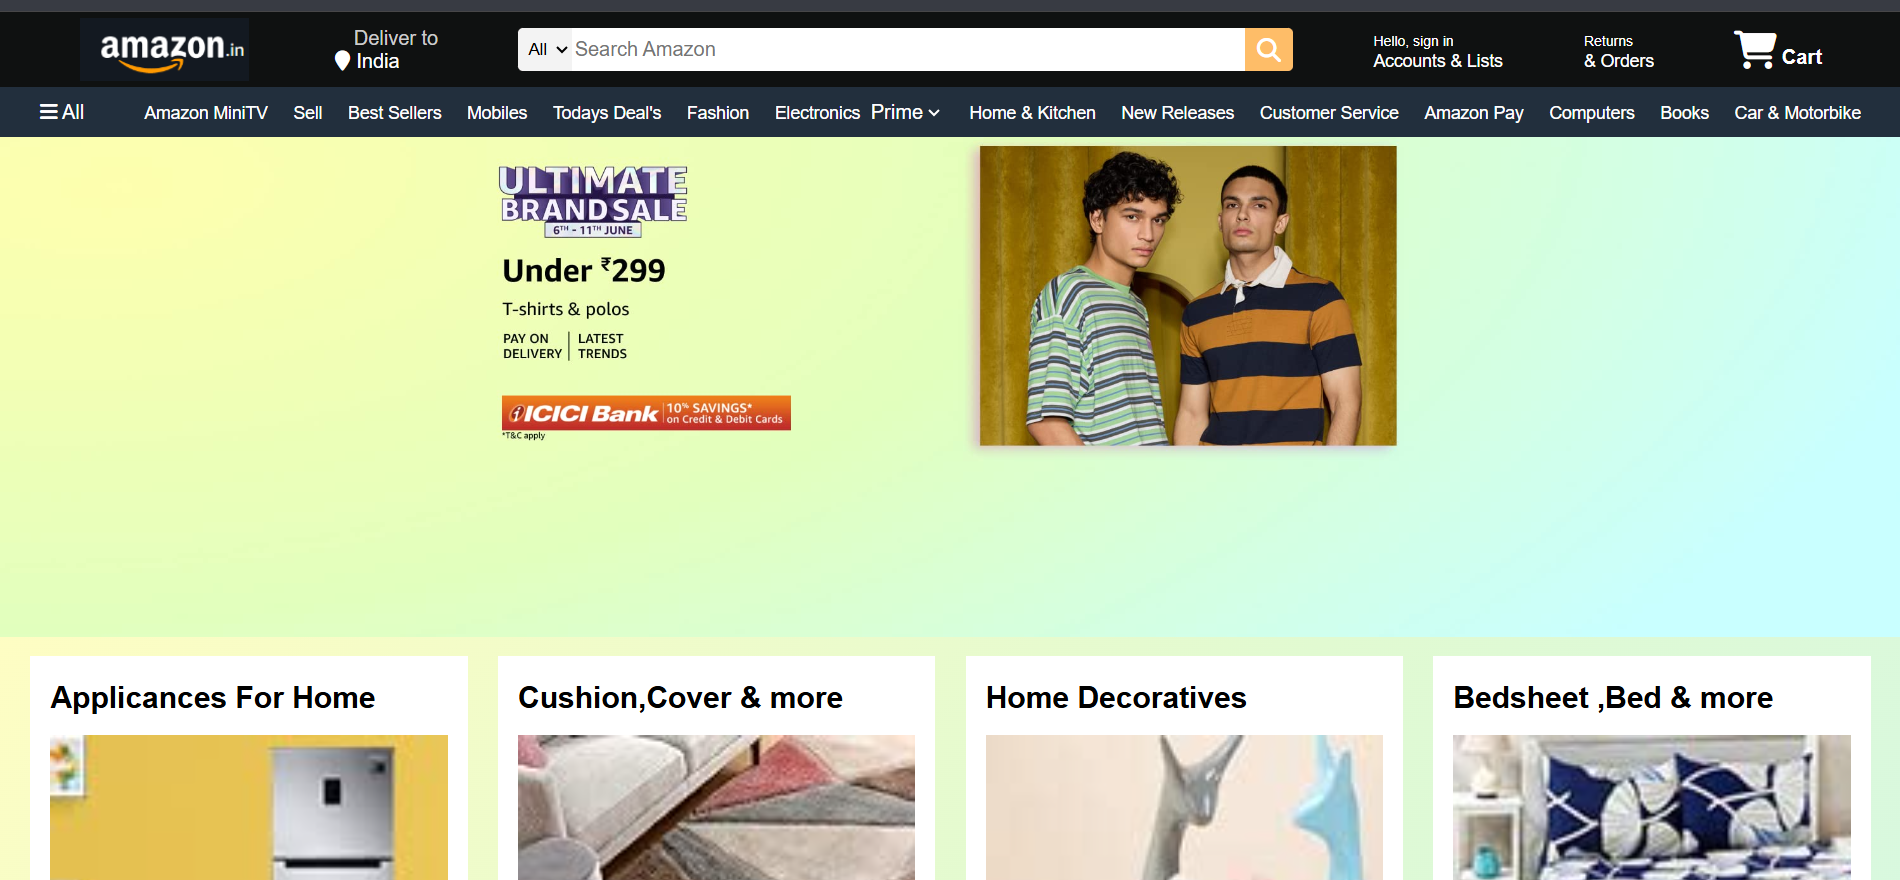 amazon.in
Deliver to
India
All
Search Amazon
Hello, sign in
Accounts & Lists
Returns
& Orders
Cart
All
Amazon MiniTV
Sell
Best Sellers
Mobiles
Todays Deal's
Fashion
Electronics
Prime
Home & Kitchen
New Releases
Customer Service
Amazon Pay
Computers
Books
Car & Motorbike
ULTIMATE
BRAND SALE
6TH - 11TH JUNE
Under ₹299
T-shirts & polos
PAY ON
DELIVERY
LATEST
TRENDS
ICICI Bank
10% SAVINGS*
on Credit & Debit Cards
*T&C apply
Applicances For Home
Cushion,Cover & more
Home Decoratives
Bedsheet ,Bed & more